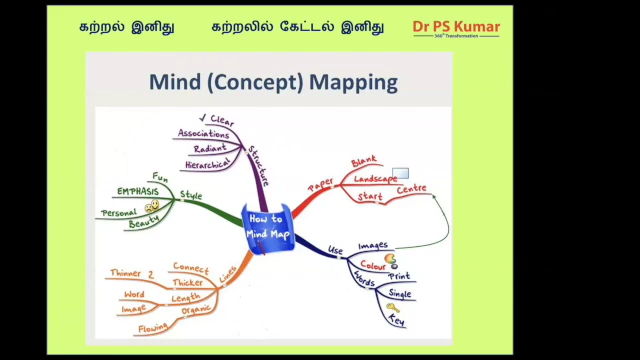 கற்றல் இனிது கற்றலில் கேட்டல் இனிது Dr PS Kumar
360° Transformation
Mind (Concept) Mapping
How to
Mind Map
Paper
Blank
Landscape
Start Centre
Use
Images
Colour
Words
Print
Single
Key
Lines
Connect
Thinner 2 Thicker
Length
Word
Image
Organic
Flowing
Style
Fun
EMPHASIS
Personal
Beauty
Structure
Clear
Associations
Radiant
Hierarchical